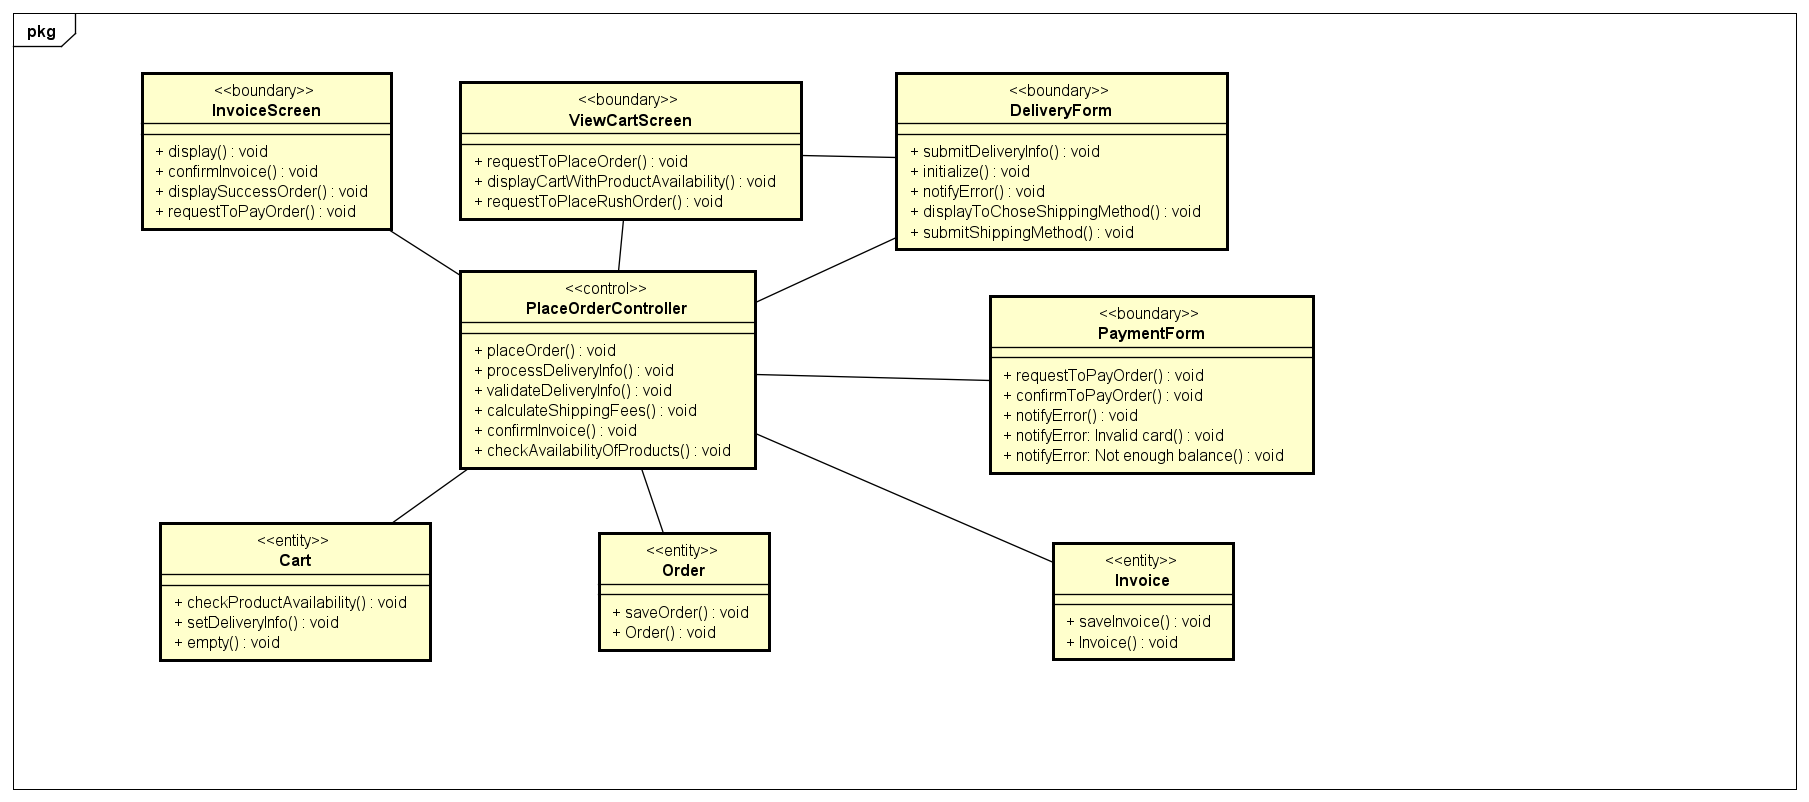 pkg
<<boundary>>
InvoiceScreen
+ display() : void
+ confirmInvoice() : void
+ displaySuccessOrder() : void
+ requestToPayOrder() : void
<<boundary>>
ViewCartScreen
+ requestToPlaceOrder() : void
+ displayCartWithProductAvailability() : void
+ requestToPlaceRushOrder() : void
<<boundary>>
DeliveryForm
+ submitDeliveryInfo() : void
+ initialize() : void
+ notifyError() : void
+ displayToChoseShippingMethod() : void
+ submitShippingMethod() : void
<<control>>
PlaceOrderController
+ placeOrder() : void
+ processDeliveryInfo() : void
+ validateDeliveryInfo() : void
+ calculateShippingFees() : void
+ confirmInvoice() : void
+ checkAvailabilityOfProducts() : void
<<boundary>>
PaymentForm
+ requestToPayOrder() : void
+ confirmToPayOrder() : void
+ notifyError() : void
+ notifyError: Invalid card() : void
+ notifyError: Not enough balance() : void
<<entity>>
Cart
+ checkProductAvailability() : void
+ setDeliveryInfo() : void
+ empty() : void
<<entity>>
Order
+ saveOrder() : void
+ Order() : void
<<entity>>
Invoice
+ saveInvoice() : void
+ Invoice() : void